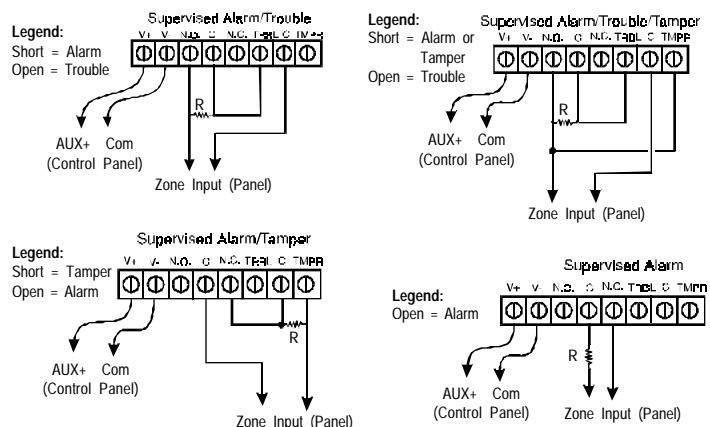 Supervised Alarm/Trouble
Legend:
Short = Alarm
Open = Trouble
V+ V- N.O. C N.C. TRBL C TMPR
R
AUX+ Com
(Control Panel)
Zone Input (Panel)
Supervised Alarm/Trouble/Tamper
Legend:
Short = Alarm or
Tamper
Open = Trouble
V+ V- N.O. C N.C. TRBL C TMPR
R
AUX+ Com
(Control Panel)
Zone Input (Panel)
Supervised Alarm/Tamper
Legend:
Short = Tamper
Open = Alarm
V+ V- N.O. C N.C. TRBL C TMPR
R
AUX+ Com
(Control Panel)
Zone Input (Panel)
Supervised Alarm
Legend:
Open = Alarm
V+ V- N.O. C N.C. TRBL C TMPR
R
AUX+ Com
(Control Panel)
Zone Input (Panel)